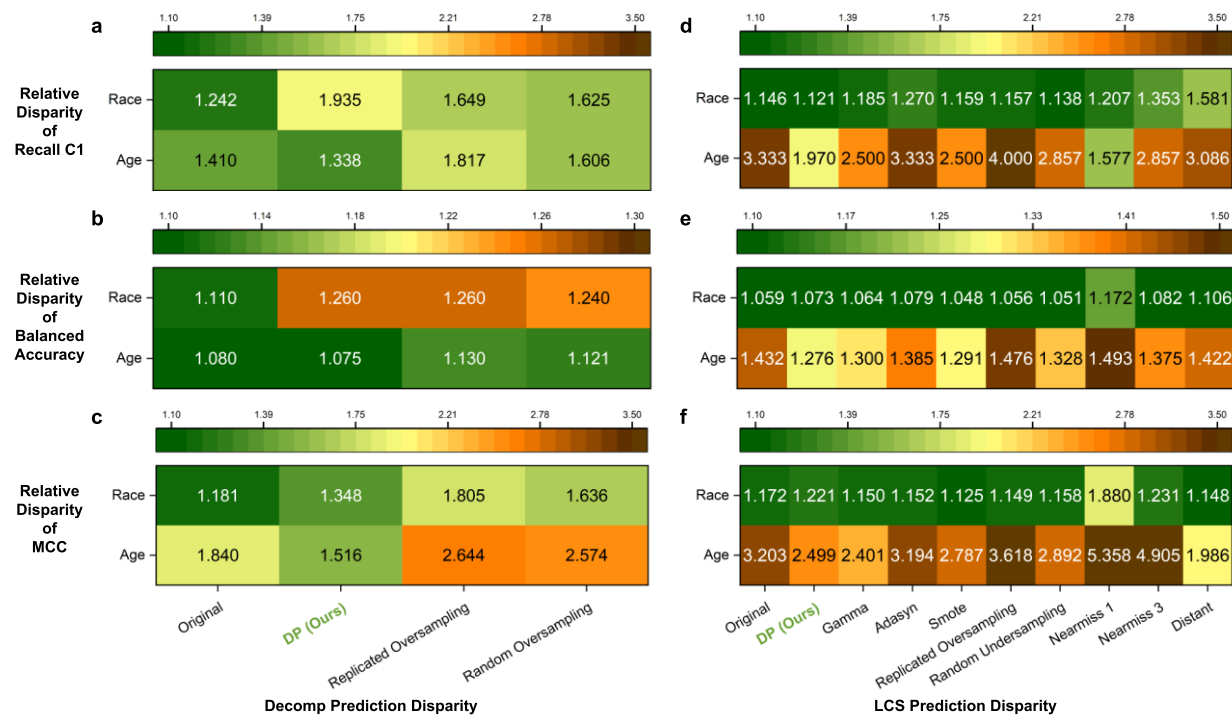 a
1.10 1.39 1.75 2.21 2.78 3.50
Relative
Disparity
of
Recall C1
Race 1.242 1.935 1.649 1.625
Age 1.410 1.338 1.817 1.606
b
1.10 1.14 1.18 1.22 1.26 1.30
Relative
Disparity
of
Balanced
Accuracy
Race 1.110 1.260 1.260 1.240
Age 1.080 1.075 1.130 1.121
c
1.10 1.39 1.75 2.21 2.78 3.50
Relative
Disparity
of
MCC
Race 1.181 1.348 1.805 1.636
Age 1.840 1.516 2.644 2.574
Original
DP (Ours)
Replicated Oversampling
Random Oversampling
Decomp Prediction Disparity
d
1.10 1.39 1.75 2.21 2.78 3.50
Race 1.146 1.121 1.185 1.270 1.159 1.157 1.138 1.207 1.353 1.581
Age 3.333 1.970 2.500 3.333 2.500 4.000 2.857 1.577 2.857 3.086
e
1.10 1.17 1.25 1.33 1.41 1.50
Race 1.059 1.073 1.064 1.079 1.048 1.056 1.051 1.172 1.082 1.106
Age 1.432 1.276 1.300 1.385 1.291 1.476 1.328 1.493 1.375 1.422
f
1.10 1.39 1.75 2.21 2.78 3.50
Race 1.172 1.221 1.150 1.152 1.125 1.149 1.158 1.880 1.231 1.148
Age 3.203 2.499 2.401 3.194 2.787 3.618 2.892 5.358 4.905 1.986
Original
DP (Ours)
Gamma
Adasyn
Smote
Replicated Oversampling
Random Undersampling
Nearmiss 1
Nearmiss 3
Distant
LCS Prediction Disparity